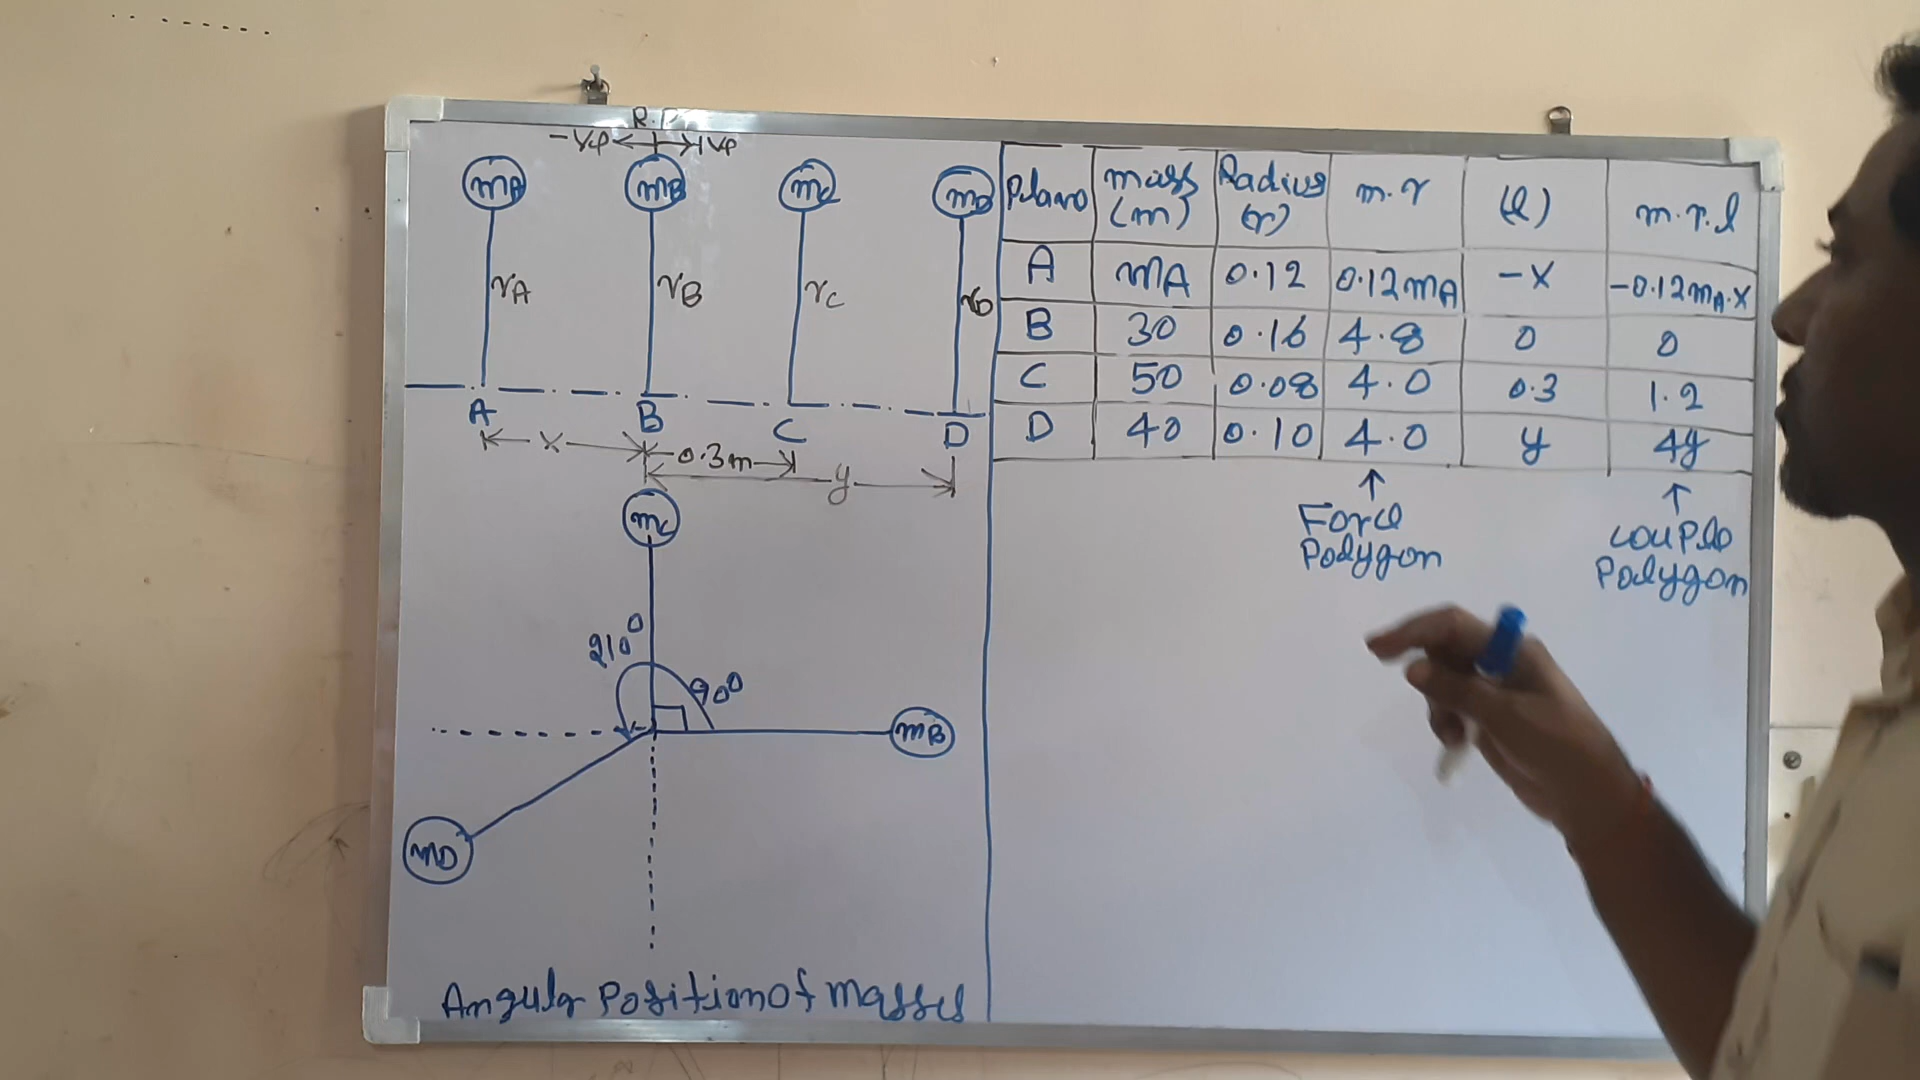 R.P
-ve +ve
mA mB mC mD
rA rB rC rD
A B C D
x 0.3m y
mC
210°
90°
mB
mD
Angular Position of masses
Plane mass (m) Radius (r) m.r (l) m.r.l
A mA 0.12 0.12mA -x -0.12mA.x
B 30 0.16 4.8 0 0
C 50 0.08 4.0 0.3 1.2
D 40 0.10 4.0 y 4y
Force Polygon
Couple Polygon